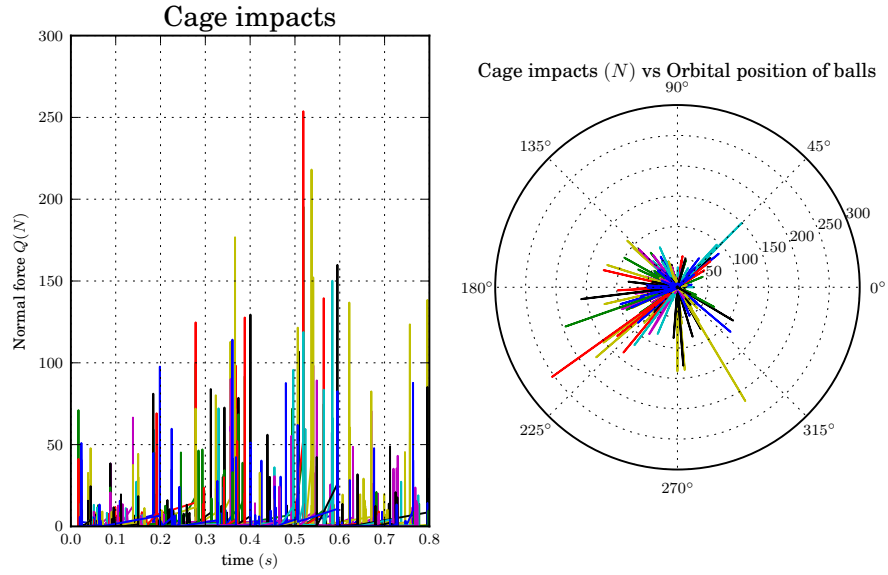 Cage impacts
300
250
200
150
100
50
0
Normal force Q(N)
0.0 0.1 0.2 0.3 0.4 0.5 0.6 0.7 0.8
time (s)
Cage impacts (N) vs Orbital position of balls
90°
135° 45°
50 100 150 200 250 300
180° 0°
225° 315°
270°